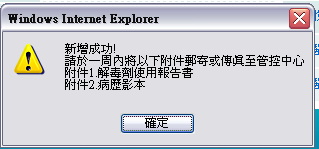 Windows Internet Explorer
新增成功!
請於一周內將以下附件郵寄或傳真至管控中心
附件1.解毒劑使用報告書
附件2.病歷影本
確定